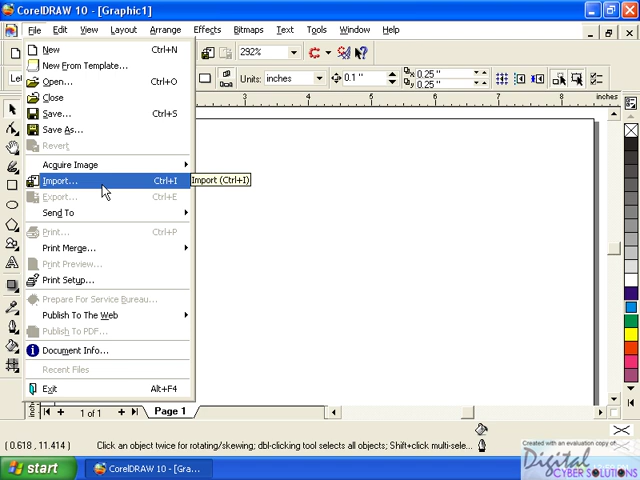 CorelDRAW 10 - [Graphic1]
File Edit View Layout Arrange Effects Bitmaps Text Tools Window Help
292%
Units: inches 0.1 " x 0.25 "
y 0.25 "
New Ctrl+N
New From Template...
Open... Ctrl+O
Close
Save... Ctrl+S
Save As...
Revert
Acquire Image
Import... Ctrl+I
Import (Ctrl+I)
Export... Ctrl+E
Send To
Print... Ctrl+P
Print Merge...
Print Preview...
Print Setup...
Prepare For Service Bureau...
Publish To The Web
Publish To PDF...
Document Info...
Recent Files
Exit Alt+F4
3 4 5 6 7 8 inches
1 of 1 Page 1
( 0.618 , 11.414 ) Click an object twice for rotating/skewing; dbl-clicking tool selects all objects; Shift+click multi-sele...
start CorelDRAW 10 - [Gra...
Created with an evaluation copy of
Digital
CYBER SOLUTIONS